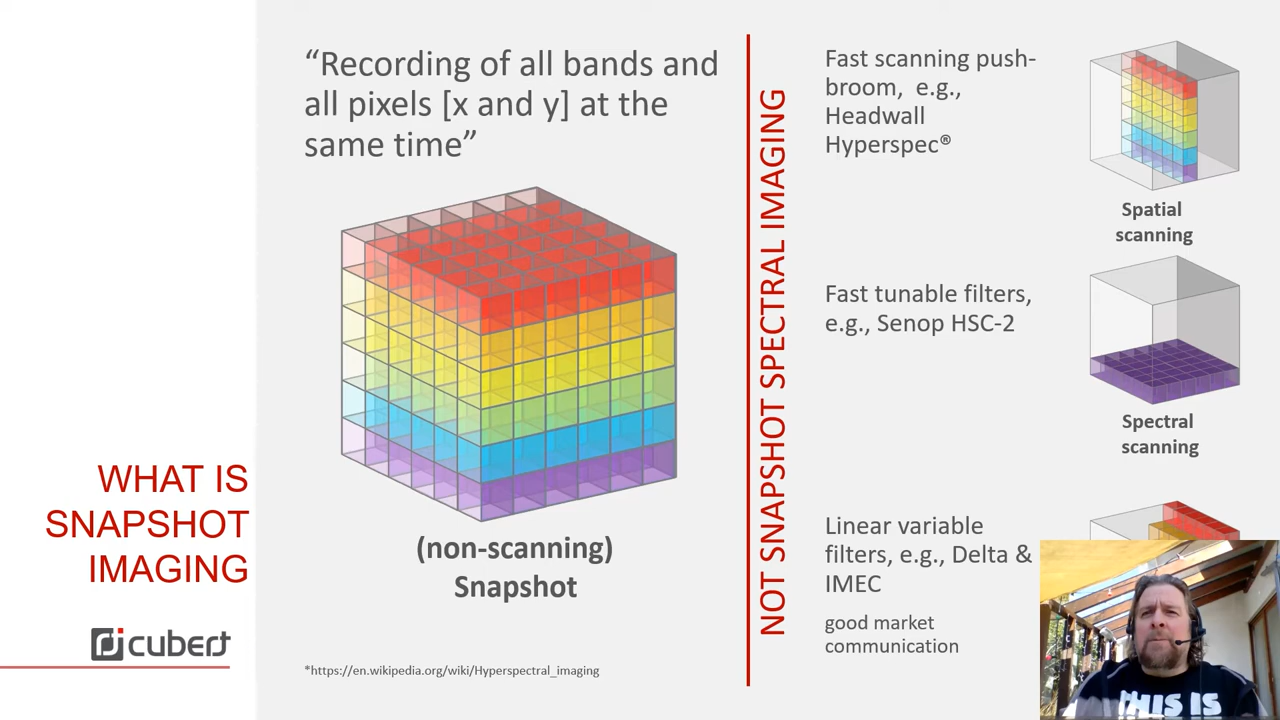 “Recording of all bands and
all pixels [x and y] at the
same time”
(non-scanning)
Snapshot
*https://en.wikipedia.org/wiki/Hyperspectral_imaging
WHAT IS
SNAPSHOT
IMAGING
cubert
NOT SNAPSHOT SPECTRAL IMAGING
Fast scanning push-
broom, e.g.,
Headwall
Hyperspec®
Spatial
scanning
Fast tunable filters,
e.g., Senop HSC-2
Spectral
scanning
Linear variable
filters, e.g., Delta &
IMEC
good market
communication
THIS IS